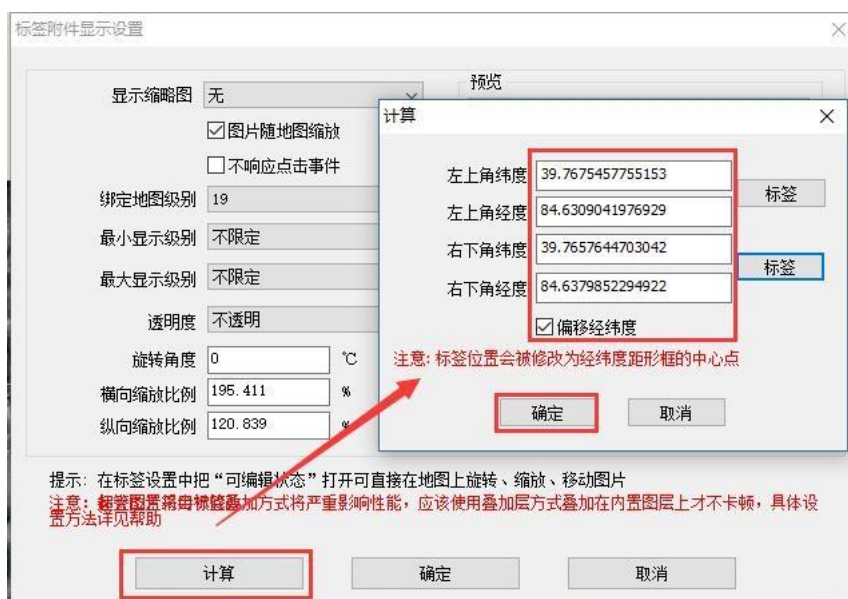 标签附件显示设置
显示缩略图 无
图片随地图缩放
不响应点击事件
绑定地图级别 19
最小显示级别 不限定
最大显示级别 不限定
透明度 不透明
旋转角度 0 ℃
横向缩放比例 195.411 %
纵向缩放比例 120.839 %
预览
计算
左上角纬度 39.7675457755153
标签
左上角经度 84.6309041976929
右下角纬度 39.7657644703042
标签
右下角经度 84.6379852294922
偏移经纬度
注意: 标签位置会被修改为经纬度距形框的中心点
确定 取消
提示: 在标签设置中把“可编辑状态”打开可直接在地图上旋转、缩放、移动图片
注意: 加方式将严重影响性能, 应该使用叠加层方式叠加在内置图层上才不卡顿, 具体设
置方法详见帮助
计算 确定 取消